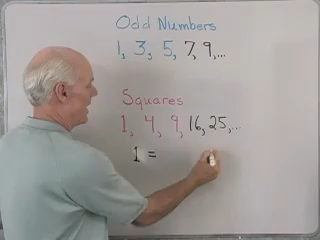 Odd Numbers
1, 3, 5, 7, 9,...
Squares
1, 4, 9, 16, 25,...
1 =